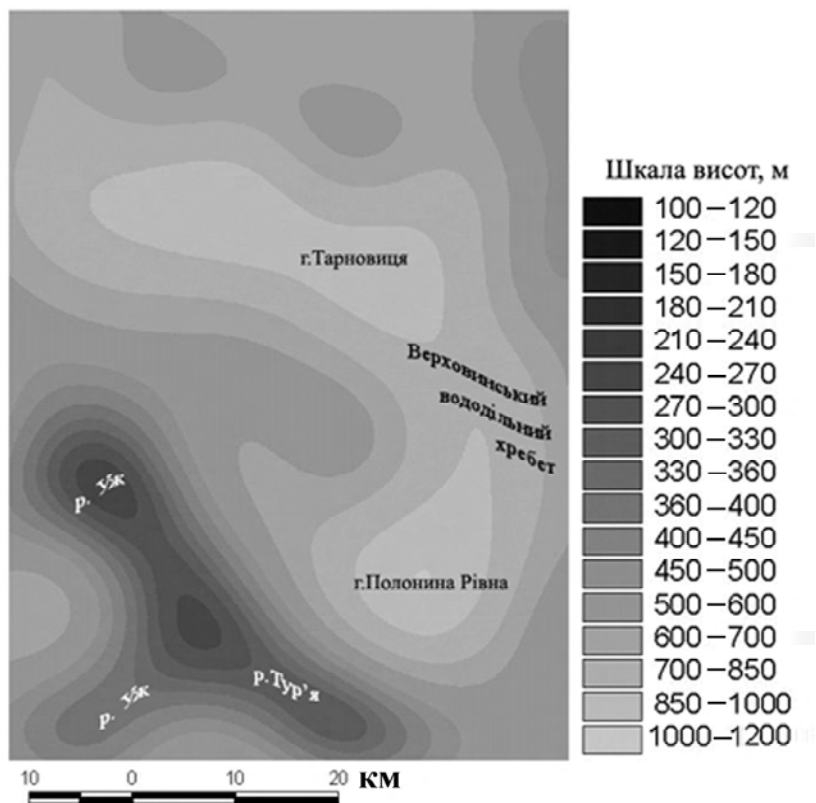 Шкала висот, м
100–120
120–150
150–180
180–210
210–240
240–270
270–300
300–330
330–360
360–400
400–450
450–500
500–600
600–700
700–850
850–1000
1000–1200
г.Тарновиця
Верховинський
вододільний
хребет
р. Уж
г.Полонина Рівна
р.Тур'я
р. Уж
10 0 10 20 км